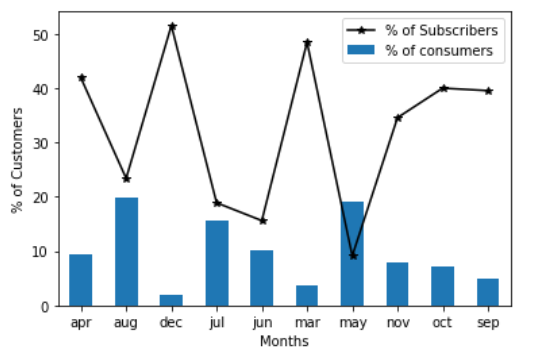 % of Subscribers
% of consumers
50
40
30
20
10
0
% of Customers
apr aug dec jul jun mar may nov oct sep
Months